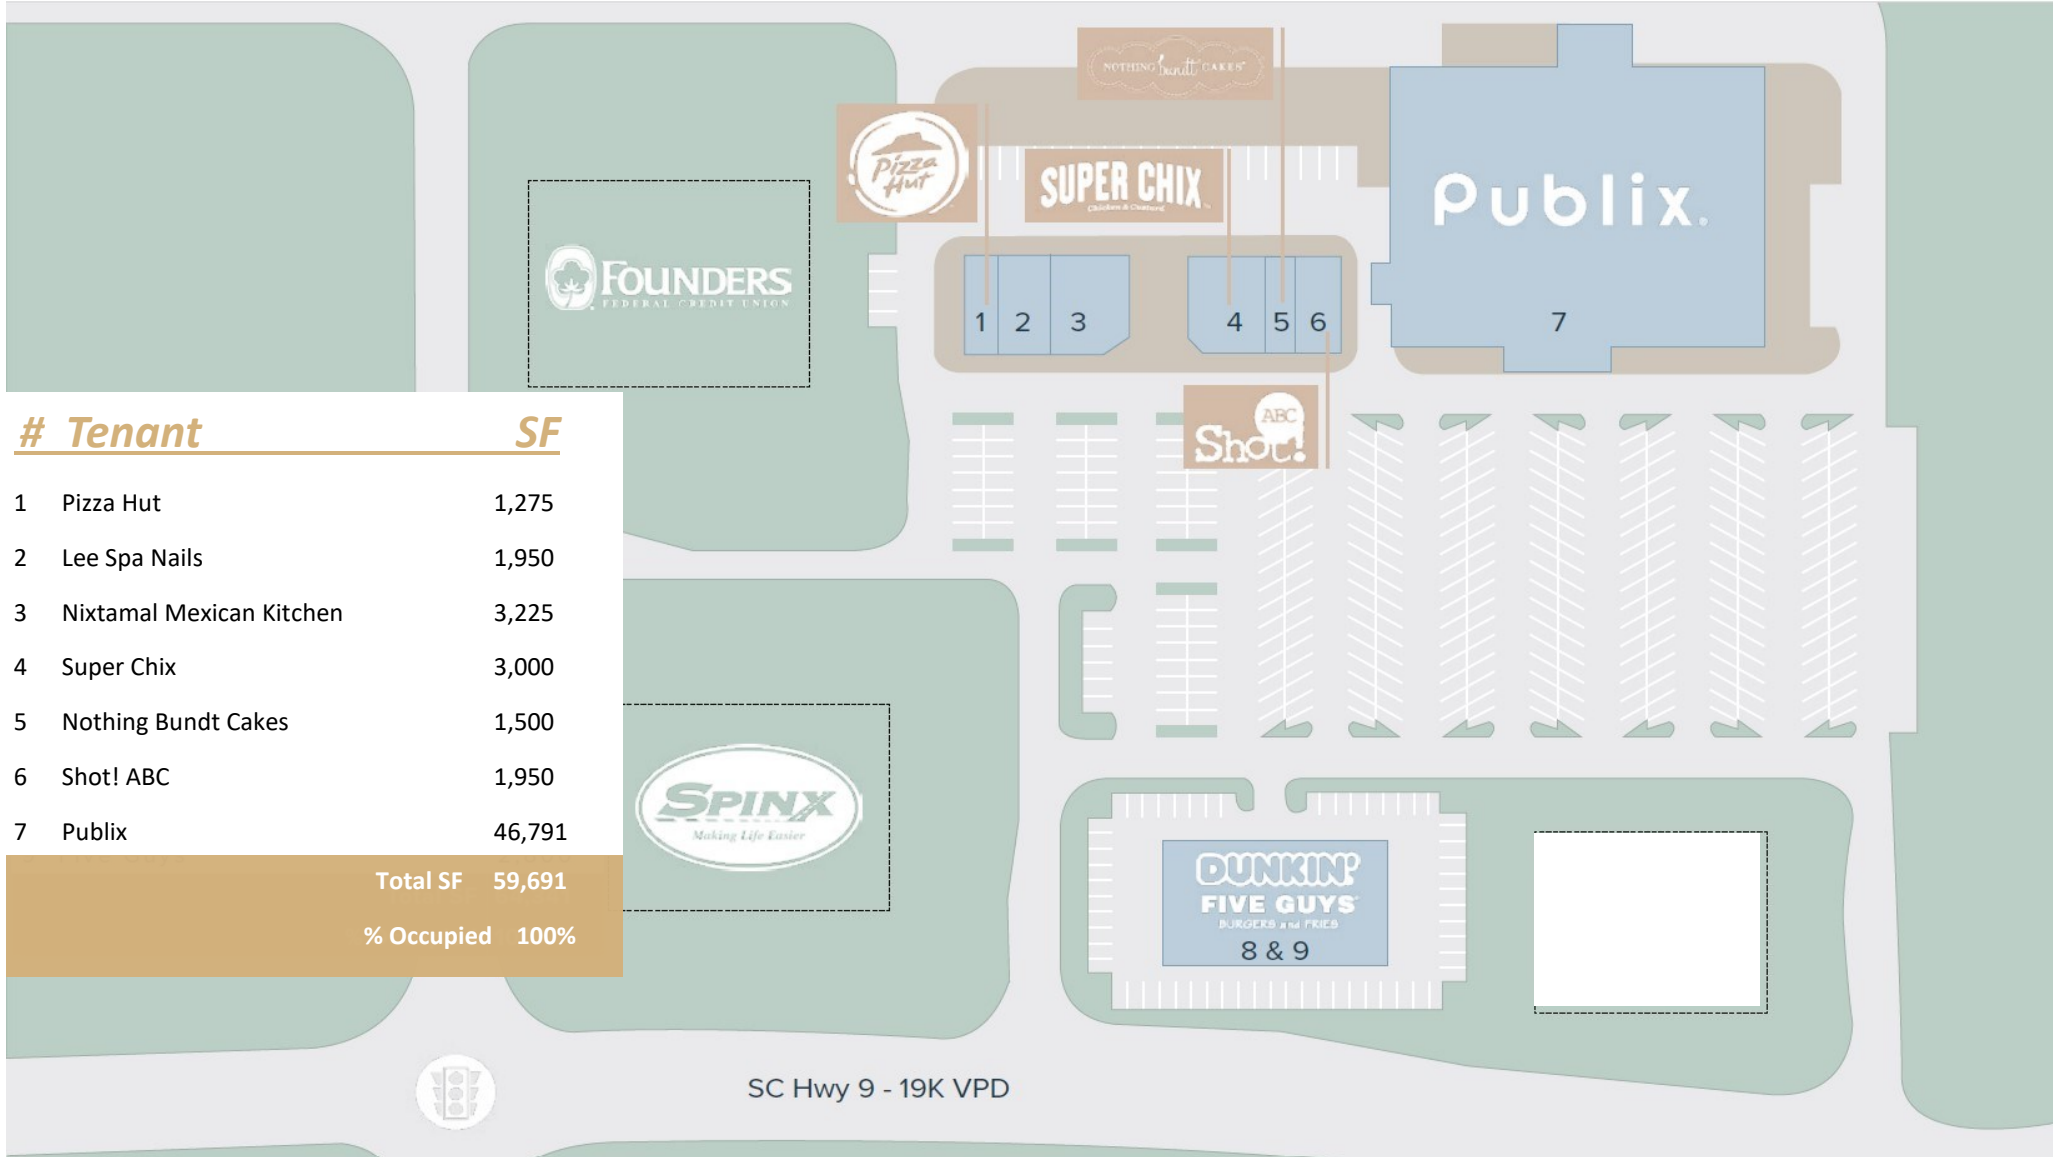 NOTHING bundt CAKES
Pizza
Hut
SUPER CHIX
Chicken & Custard
Publix.
FOUNDERS
FEDERAL CREDIT UNION
1 2 3 4 5 6 7
ABC
Shot!
# Tenant SF
1 Pizza Hut 1,275
2 Lee Spa Nails 1,950
3 Nixtamal Mexican Kitchen 3,225
4 Super Chix 3,000
5 Nothing Bundt Cakes 1,500
6 Shot! ABC 1,950
7 Publix 46,791
Total SF 59,691
% Occupied 100%
SPINX
Making Life Easier
DUNKIN'
FIVE GUYS
BURGERS and FRIES
8 & 9
SC Hwy 9 - 19K VPD